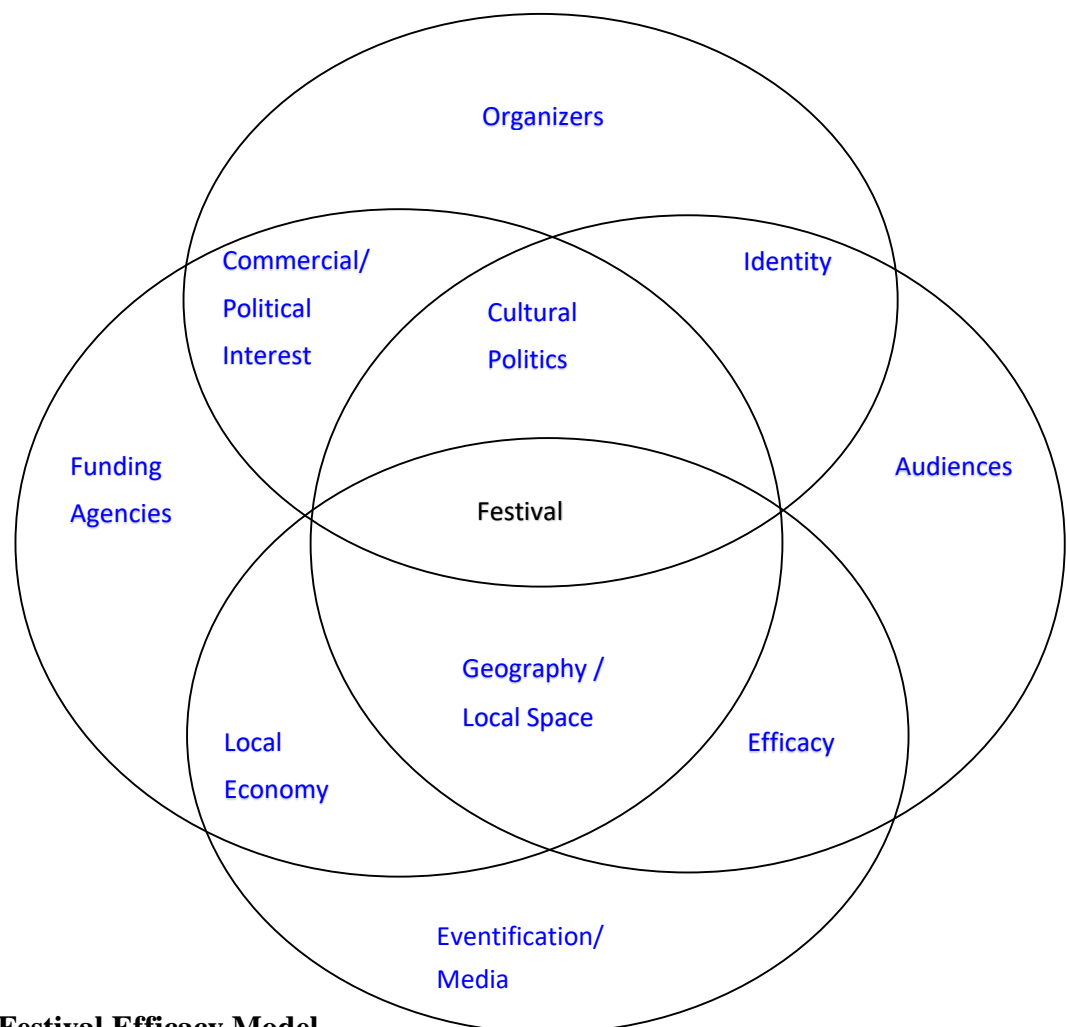 Organizers
Commercial/
Political
Interest
Identity
Cultural
Politics
Funding
Agencies
Audiences
Festival
Geography /
Local Space
Local
Economy
Efficacy
Eventification/
Media
Festival Efficacy Model